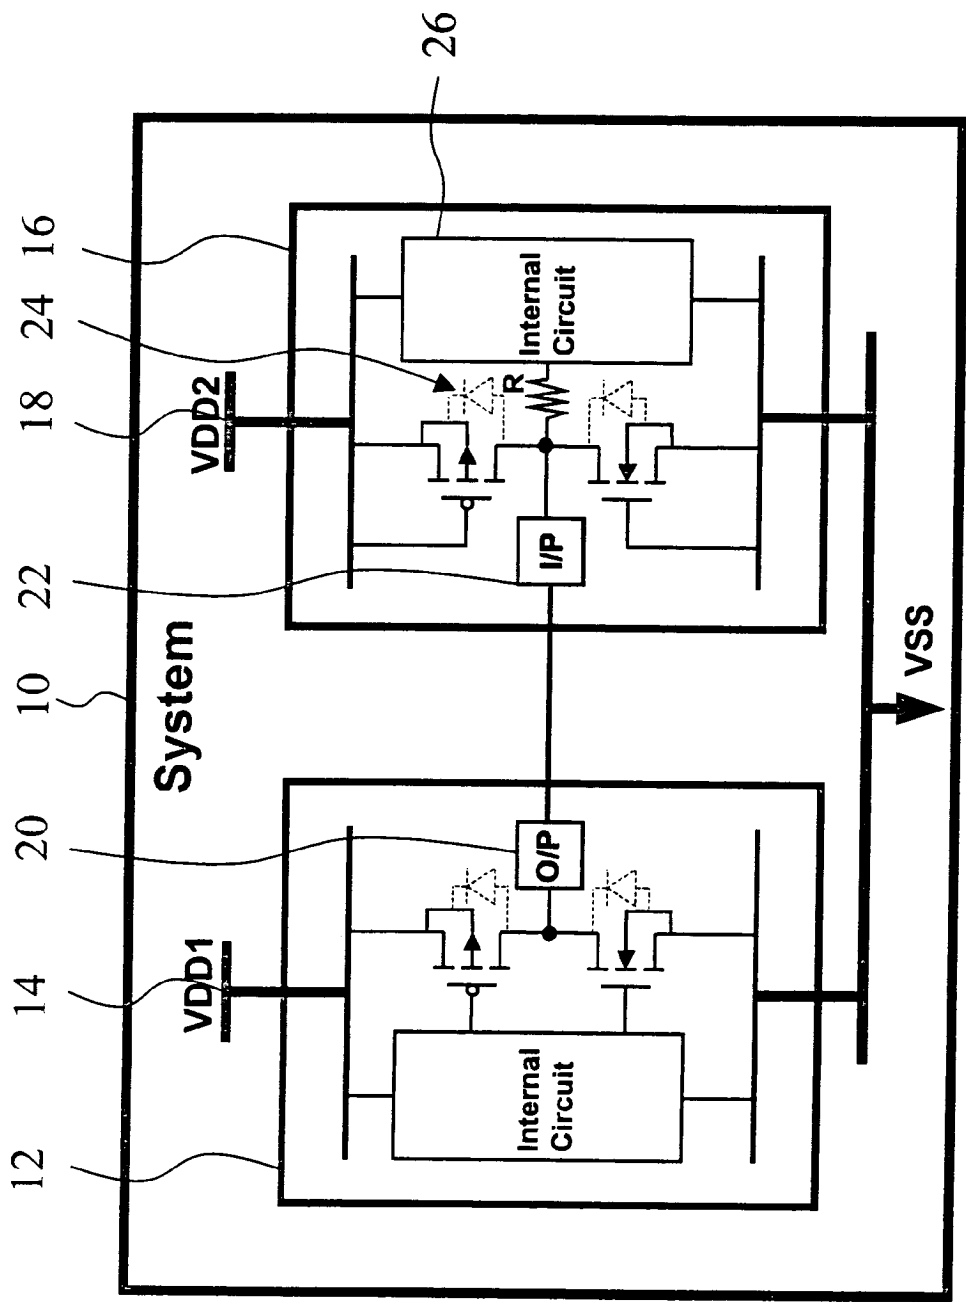 12
14
20
10
22
18
24
16
26
System
VDD1
VDD2
Internal
Circuit
O/P
I/P
R
Internal
Circuit
VSS